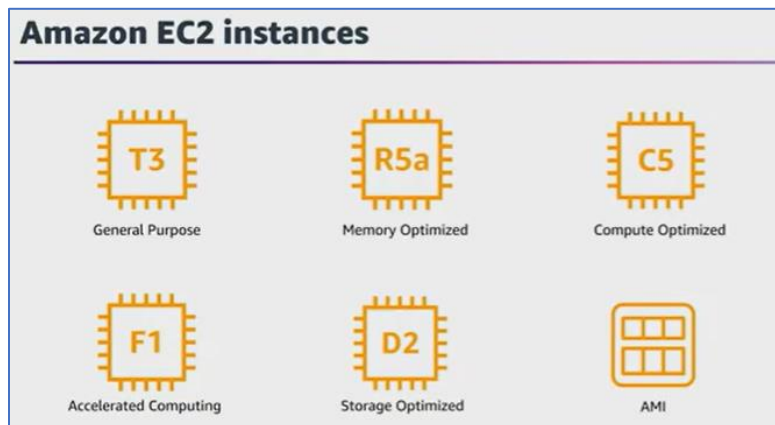 Amazon EC2 instances
T3
R5a
C5
General Purpose
Memory Optimized
Compute Optimized
F1
D2
Accelerated Computing
Storage Optimized
AMI